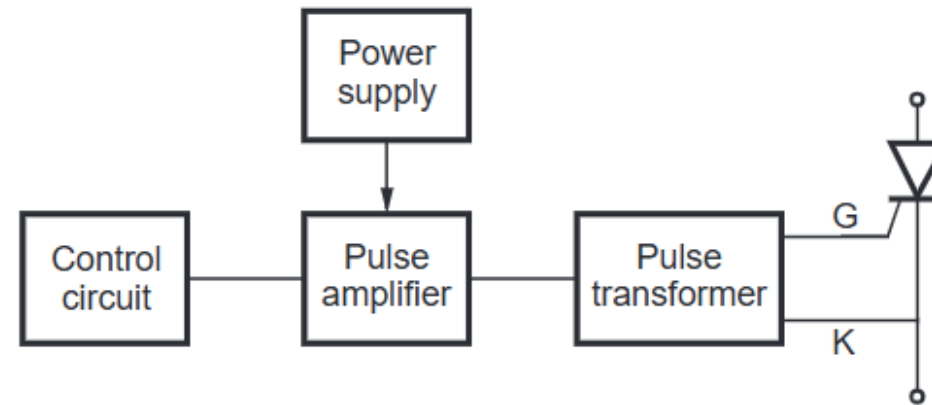 Power
supply
Control
circuit
Pulse
amplifier
Pulse
transformer
G
K